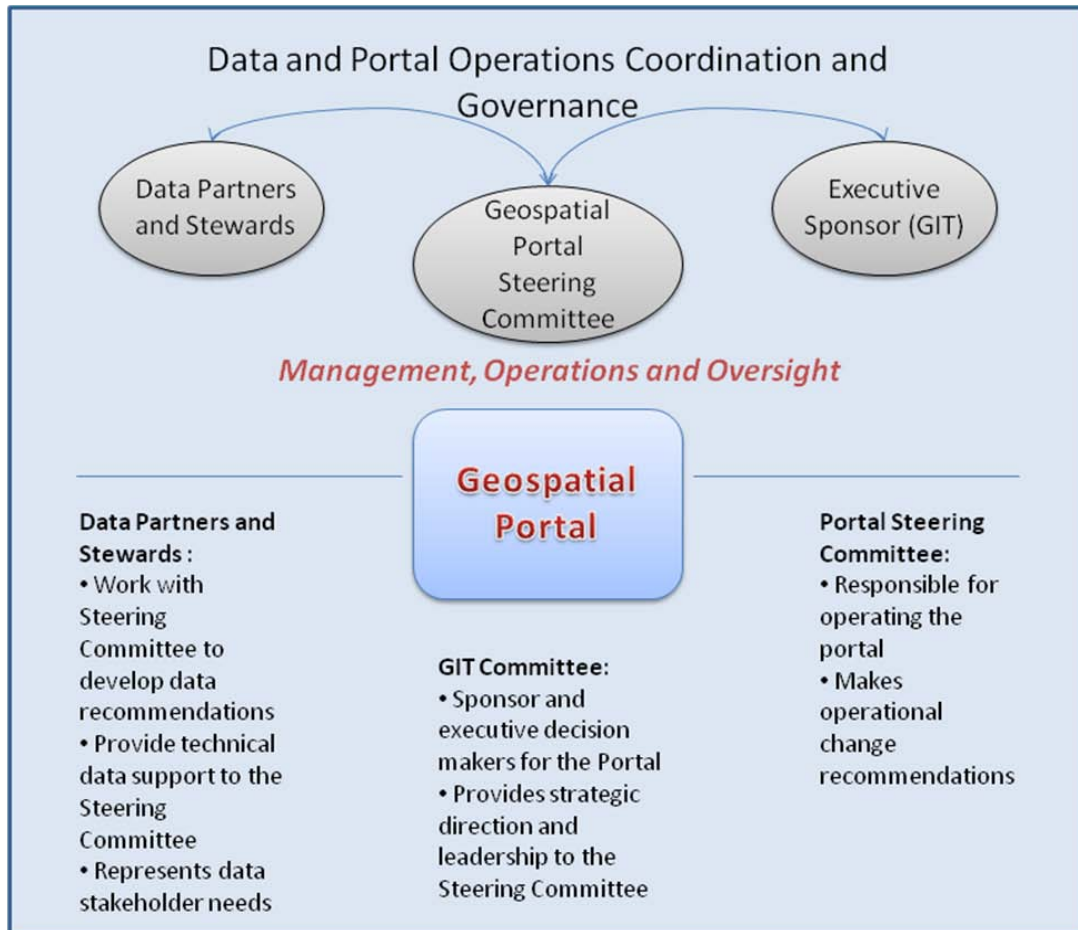 Data and Portal Operations Coordination and
Governance
Data Partners
and Stewards
Geospatial
Portal
Steering
Committee
Executive
Sponsor (GIT)
Management, Operations and Oversight
Geospatial
Portal
Data Partners and
Stewards :
• Work with
Steering
Committee to
develop data
recommendations
• Provide technical
data support to the
Steering
Committee
• Represents data
stakeholder needs
GIT Committee:
• Sponsor and
executive decision
makers for the Portal
• Provides strategic
direction and
leadership to the
Steering Committee
Portal Steering
Committee:
• Responsible for
operating the
portal
• Makes
operational
change
recommendations